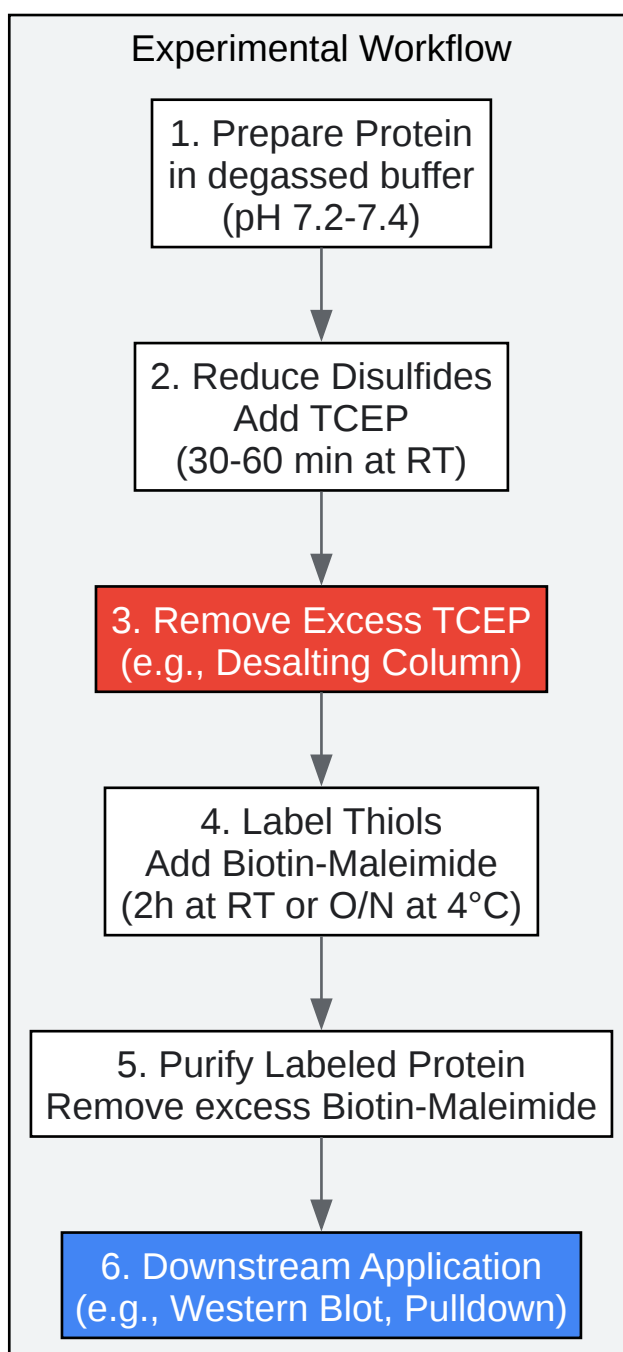 Experimental Workflow
1. Prepare Protein
in degassed buffer
(pH 7.2-7.4)
2. Reduce Disulfides
Add TCEP
(30-60 min at RT)
3. Remove Excess TCEP
(e.g., Desalting Column)
4. Label Thiols
Add Biotin-Maleimide
(2h at RT or O/N at 4°C)
5. Purify Labeled Protein
Remove excess Biotin-Maleimide
6. Downstream Application
(e.g., Western Blot, Pulldown)